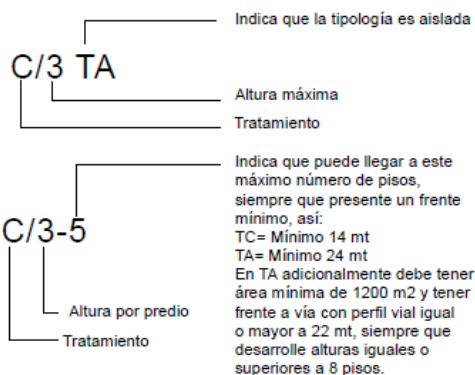 Indica que la tipología es aislada
C/3 TA
Altura máxima
Tratamiento
Indica que puede llegar a este
máximo número de pisos,
siempre que presente un frente
mínimo, así:
TC= Mínimo 14 mt
TA= Mínimo 24 mt
En TA adicionalmente debe tener
área mínima de 1200 m2 y tener
frente a vía con perfil vial igual
o mayor a 22 mt, siempre que
desarrolle alturas iguales o
superiores a 8 pisos.
C/3-5
Altura por predio
Tratamiento